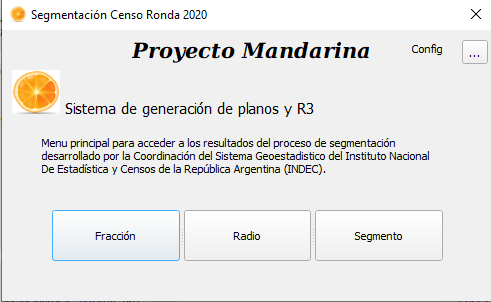 Segmentación Censo Ronda 2020
Proyecto Mandarina
Config
...
Sistema de generación de planos y R3
Menu principal para acceder a los resultados del proceso de segmentación
desarrollado por la Coordinación del Sistema Geoestadistico del Instituto Nacional
De Estadística y Censos de la República Argentina (INDEC).
Fracción
Radio
Segmento